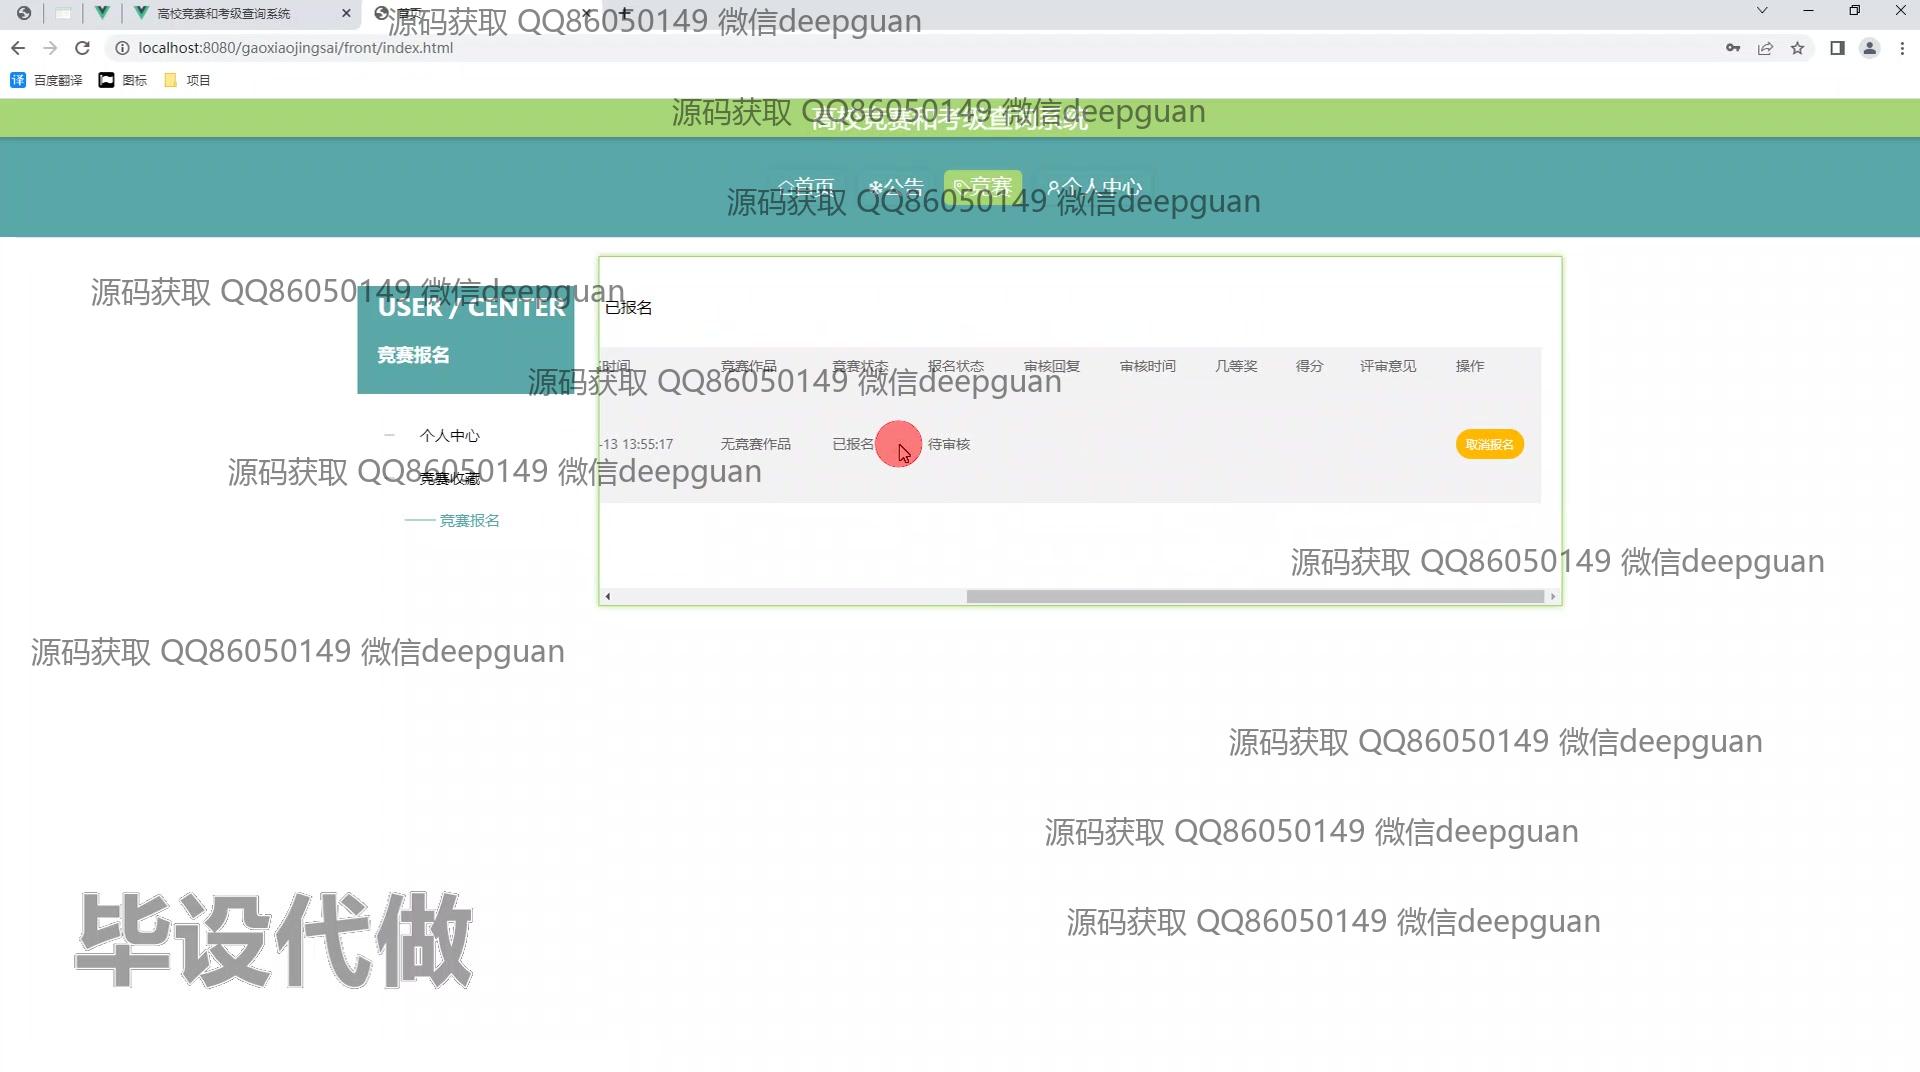 高校竞赛和考级查询系统
首页
源码获取 QQ86050149 微信deepguan
localhost:8080/gaoxiaojingsai/front/index.html
百度翻译 图标 项目
高校竞赛和考级查询系统
源码获取 QQ86050149 微信deepguan
首页 公告 竞赛 个人中心
源码获取 QQ86050149 微信deepguan
源码获取 QQ86050149 微信deepguan
USER / CENTER
竞赛报名
已报名
时间 竞赛作品 竞赛状态 报名状态 审核回复 审核时间 几等奖 得分 评审意见 操作
源码获取 QQ86050149 微信deepguan
-13 13:55:17 无竞赛作品 已报名 待审核 取消报名
个人中心
源码获取 QQ86050149 微信deepguan
竞赛收藏
竞赛报名
源码获取 QQ86050149 微信deepguan
源码获取 QQ86050149 微信deepguan
源码获取 QQ86050149 微信deepguan
源码获取 QQ86050149 微信deepguan
源码获取 QQ86050149 微信deepguan
毕设代做